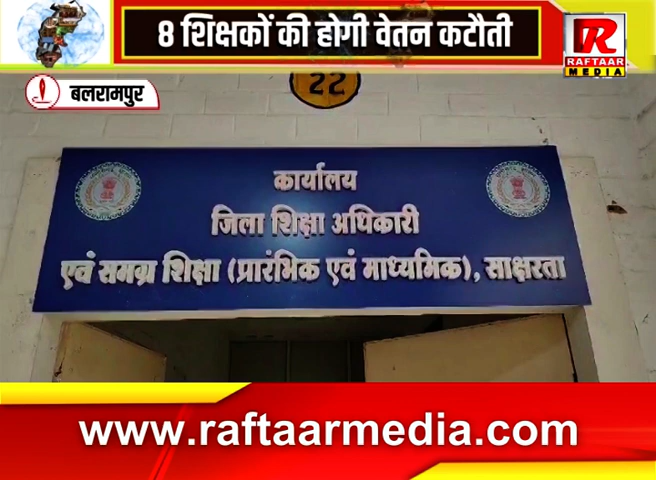 8 शिक्षकों की होगी वेतन कटौती
RAFTAAR
MEDIA
बलरामपुर
22
कार्यालय
जिला शिक्षा अधिकारी
एवं समग्र शिक्षा (प्रारंभिक एवं माध्यमिक), साक्षरता
www.raftaarmedia.com